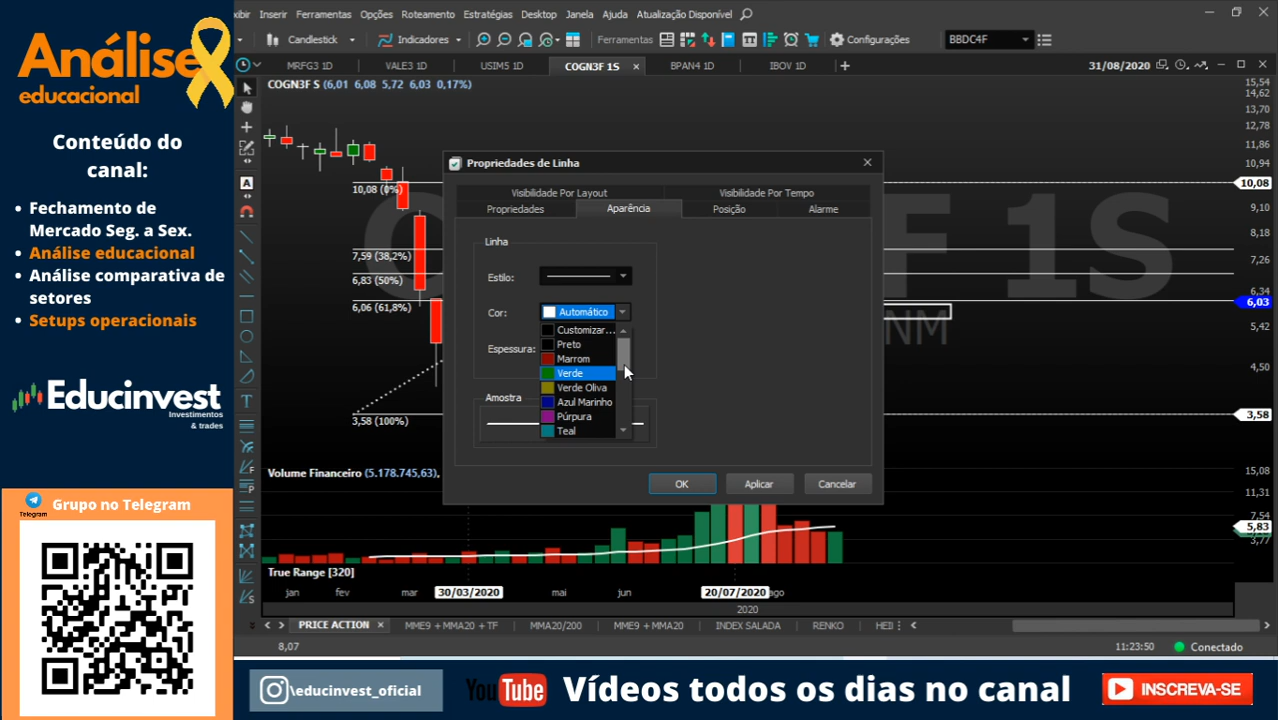 Análise
educacional
Conteúdo do
canal:
Fechamento de
Mercado Seg. a Sex.
Análise educacional
Análise comparativa de
setores
Setups operacionais
Educinvest
Investimentos
& trades
Grupo no Telegram
Telegram
xibir Inserir Ferramentas Opções Roteamento Estratégias Desktop Janela Ajuda Atualização Disponível
Candlestick Indicadores Ferramentas Configurações BBDC4F
MRFG3 1D VALE3 1D USIM5 1D COGN3F 1S × BPAN4 1D IBOV 1D + 31/08/2020
COGN3F S (6,01 6,08 5,72 6,03 0,17%)
15,54
14,62
13,70
12,78
11,86
10,94
10,08
9,10
8,18
7,26
6,34
6,03
5,42
4,42
3,58
10,08 (0%)
7,59 (38,2%)
6,83 (50%)
6,06 (61,8%)
3,58 (100%)
Propriedades de Linha
Visibilidade Por Layout Visibilidade Por Tempo
Propriedades Aparência Posição Alarme
Linha
Estilo:
Cor: Automático
Customizar...
Preto
Marrom
Espessura:
Verde
Verde Oliva
Azul Marinho
Púrpura
Teal
Amostra
OK Aplicar Cancelar
Volume Financeiro (5.178.745,63),
15,08
11,31
7,54
5,83
3,77
True Range [320]
jan fev mar 30/03/2020 mai jun 20/07/2020 ago
2020
PRICE ACTION × MME9 + MMA20 + TF MMA20/200 MME9 + MMA20 INDEX SALADA RENKO HEII
8,07 11:23:50 Conectado
\educinvest_oficial
YouTube
Vídeos todos os dias no canal
INSCREVA-SE